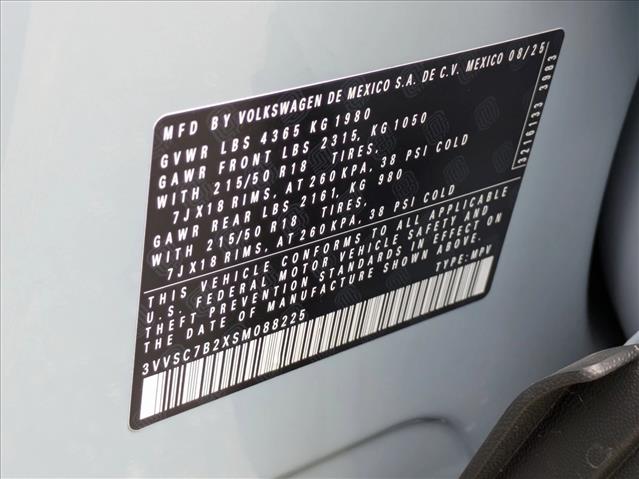 MFD BY VOLKSWAGEN DE MEXICO S.A. DE C.V. MEXICO 08/25
GVWR LBS 4365 KG 1980
GAWR FRONT LBS 2315, KG 1050
WITH 215/50 R18 TIRES,
7JX18 RIMS, AT 260 KPA, 38 PSI COLD
GAWR REAR LBS 2161, KG 980
WITH 215/50 R18 TIRES,
7JX18 RIMS, AT 260 KPA, 38 PSI COLD
THIS VEHICLE CONFORMS TO ALL APPLICABLE
U.S. FEDERAL MOTOR VEHICLE SAFETY AND
THEFT PREVENTION STANDARDS IN EFFECT ON
THE DATE OF MANUFACTURE SHOWN ABOVE.
3VVSC7B2XSM088225 TYPE: MPV
3216133 3983